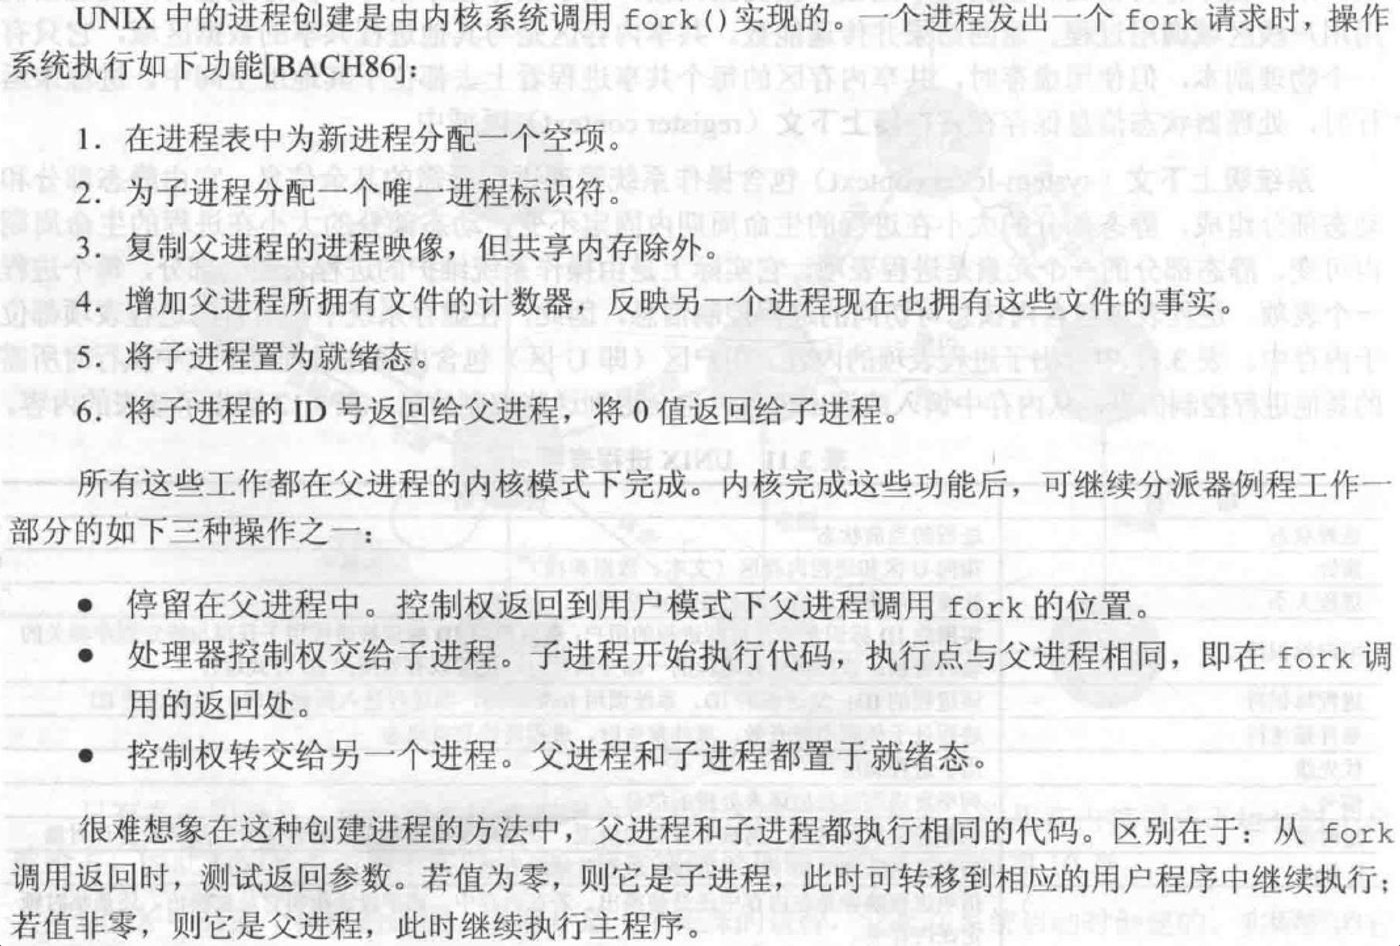 UNIX 中的进程创建是由内核系统调用 fork()实现的。一个进程发出一个 fork 请求时，操作
系统执行如下功能[BACH86]：
1. 在进程表中为新进程分配一个空项。
2. 为子进程分配一个唯一进程标识符。
3. 复制父进程的进程映像，但共享内存除外。
4. 增加父进程所拥有文件的计数器，反映另一个进程现在也拥有这些文件的事实。
5. 将子进程置为就绪态。
6. 将子进程的 ID 号返回给父进程，将 0 值返回给子进程。
所有这些工作都在父进程的内核模式下完成。内核完成这些功能后，可继续分派器例程工作一
部分的如下三种操作之一：
● 停留在父进程中。控制权返回到用户模式下父进程调用 fork 的位置。
● 处理器控制权交给子进程。子进程开始执行代码，执行点与父进程相同，即在 fork 调
用的返回处。
● 控制权转交给另一个进程。父进程和子进程都置于就绪态。
很难想象在这种创建进程的方法中，父进程和子进程都执行相同的代码。区别在于：从 fork
调用返回时，测试返回参数。若值为零，则它是子进程，此时可转移到相应的用户程序中继续执行；
若值非零，则它是父进程，此时继续执行主程序。